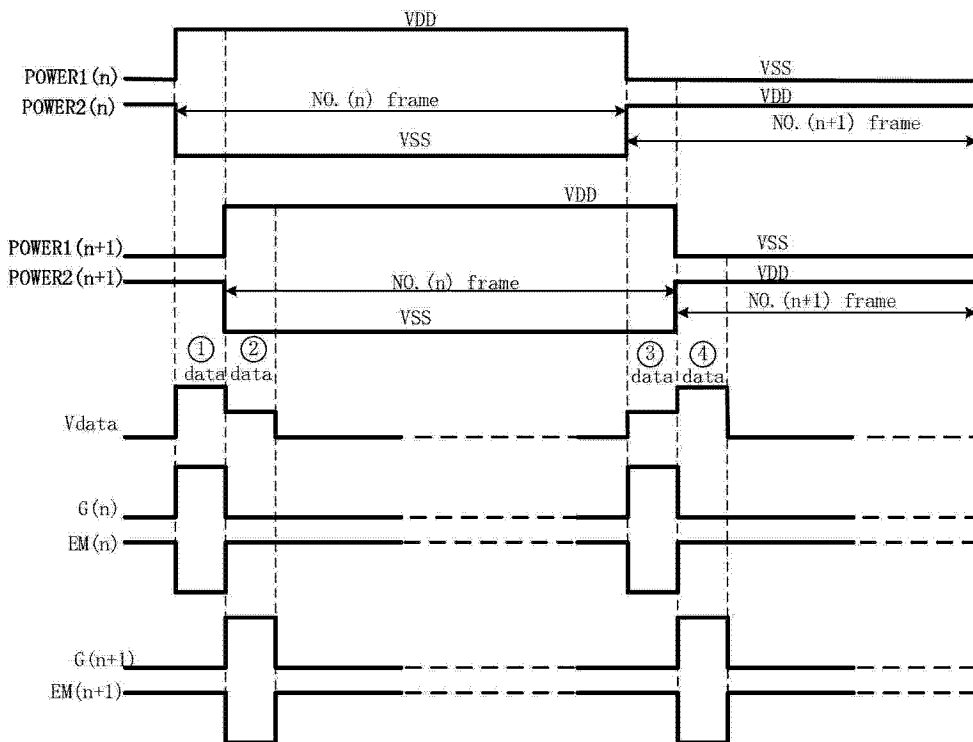 VDD
POWER1(n)
VSS
POWER2(n)
VDD
NO.(n) frame
NO.(n+1) frame
VSS
VDD
POWER1(n+1)
VSS
POWER2(n+1)
VDD
NO.(n) frame
NO.(n+1) frame
VSS
① ② ③ ④
data data data data
Vdata
G(n)
EM(n)
G(n+1)
EM(n+1)